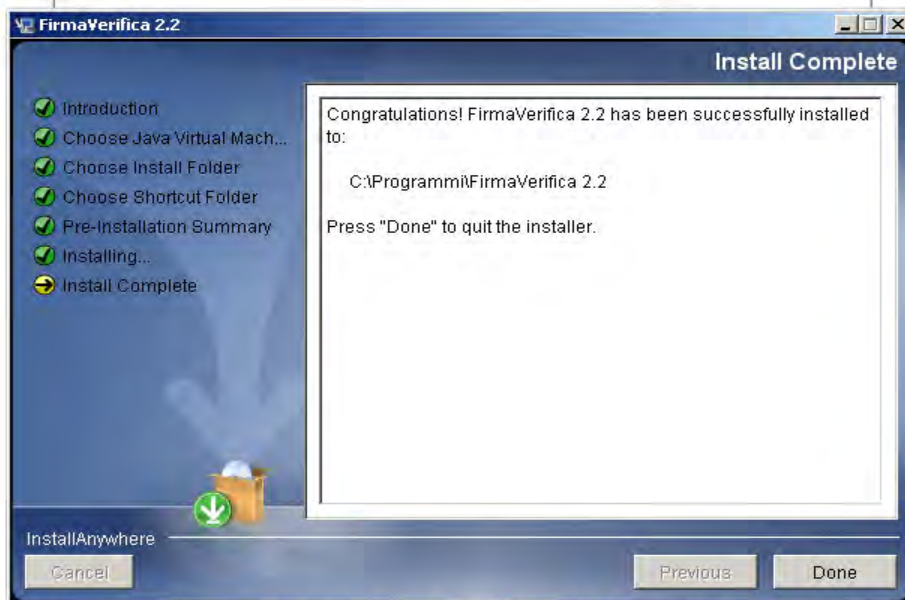 FirmaVerifica 2.2
Install Complete
Introduction
Choose Java Virtual Mach...
Choose Install Folder
Choose Shortcut Folder
Pre-Installation Summary
Installing...
Install Complete
Congratulations! FirmaVerifica 2.2 has been successfully installed
to:
C:\Programmi\FirmaVerifica 2.2
Press "Done" to quit the installer.
InstallAnywhere
Cancel
Previous
Done